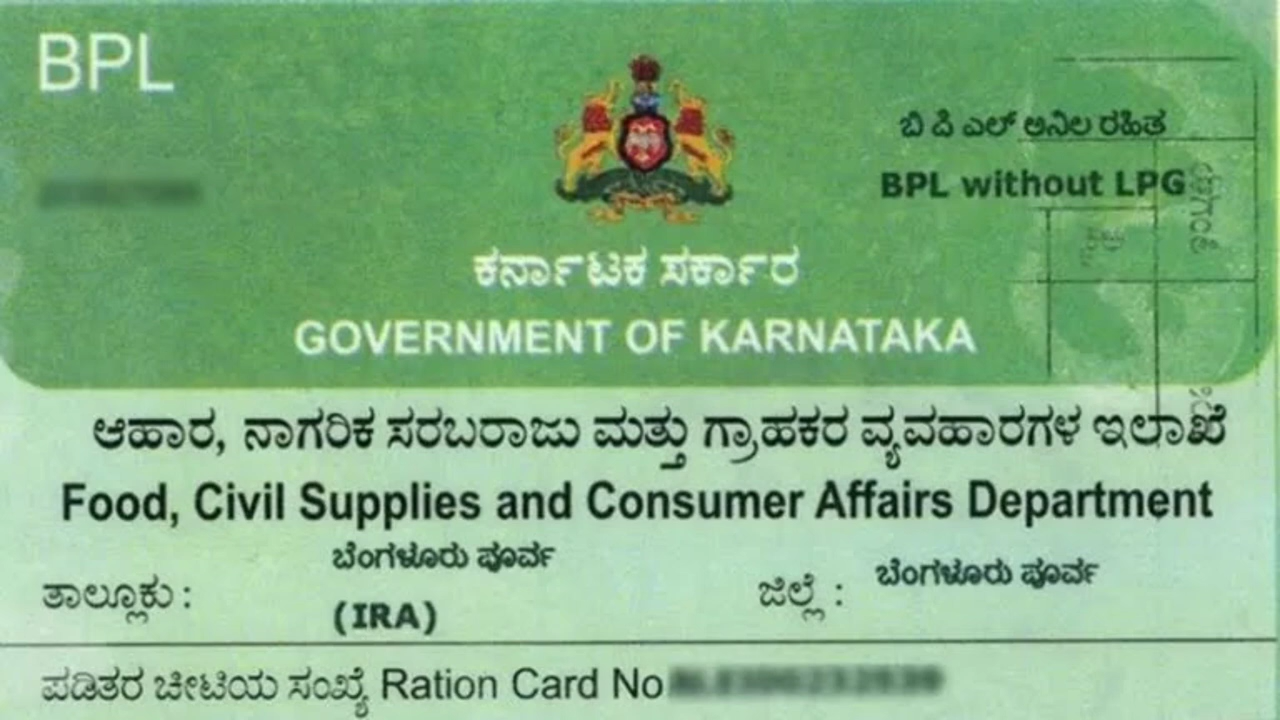 BPL
ಬಿ ಪಿ ಎಲ್ ಅನಿಲ ರಹಿತ
BPL without LPG
ಕರ್ನಾಟಕ ಸರ್ಕಾರ
GOVERNMENT OF KARNATAKA
ಆಹಾರ, ನಾಗರಿಕ ಸರಬರಾಜು ಮತ್ತು ಗ್ರಾಹಕರ ವ್ಯವಹಾರಗಳ ಇಲಾಖೆ
Food, Civil Supplies and Consumer Affairs Department
ತಾಲ್ಲೂಕು : ಬೆಂಗಳೂರು ಪೂರ್ವ (IRA) ಜಿಲ್ಲೆ : ಬೆಂಗಳೂರು ಪೂರ್ವ
ಪಡಿತರ ಚೀಟಿಯ ಸಂಖ್ಯೆ Ration Card No